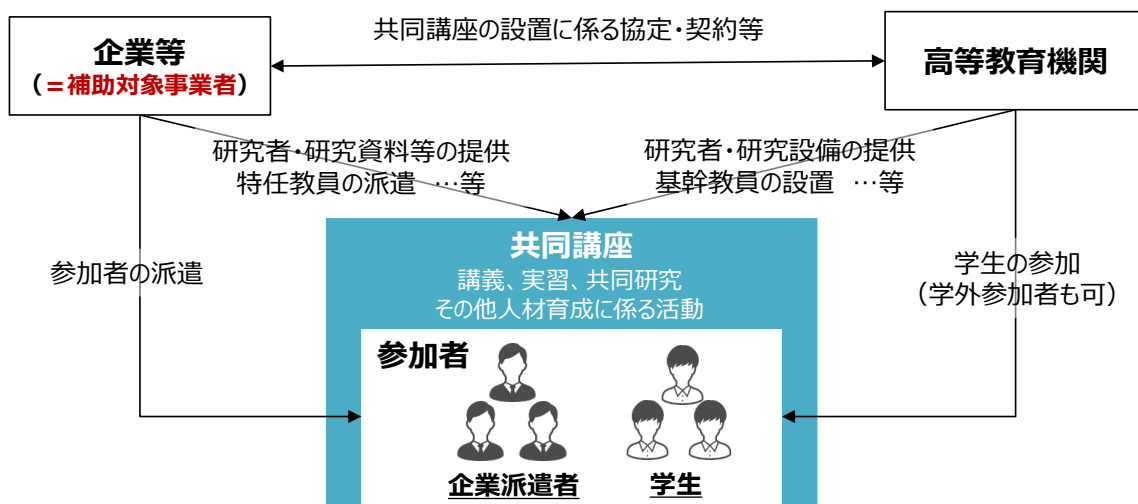 共同講座の設置に係る協定・契約等
企業等
（＝補助対象事業者）
高等教育機関
研究者・研究資料等の提供
特任教員の派遣　…等
研究者・研究設備の提供
基幹教員の設置　…等
参加者の派遣
学生の参加
（学外参加者も可）
共同講座
講義、実習、共同研究
その他人材育成に係る活動
参加者
企業派遣者
学生